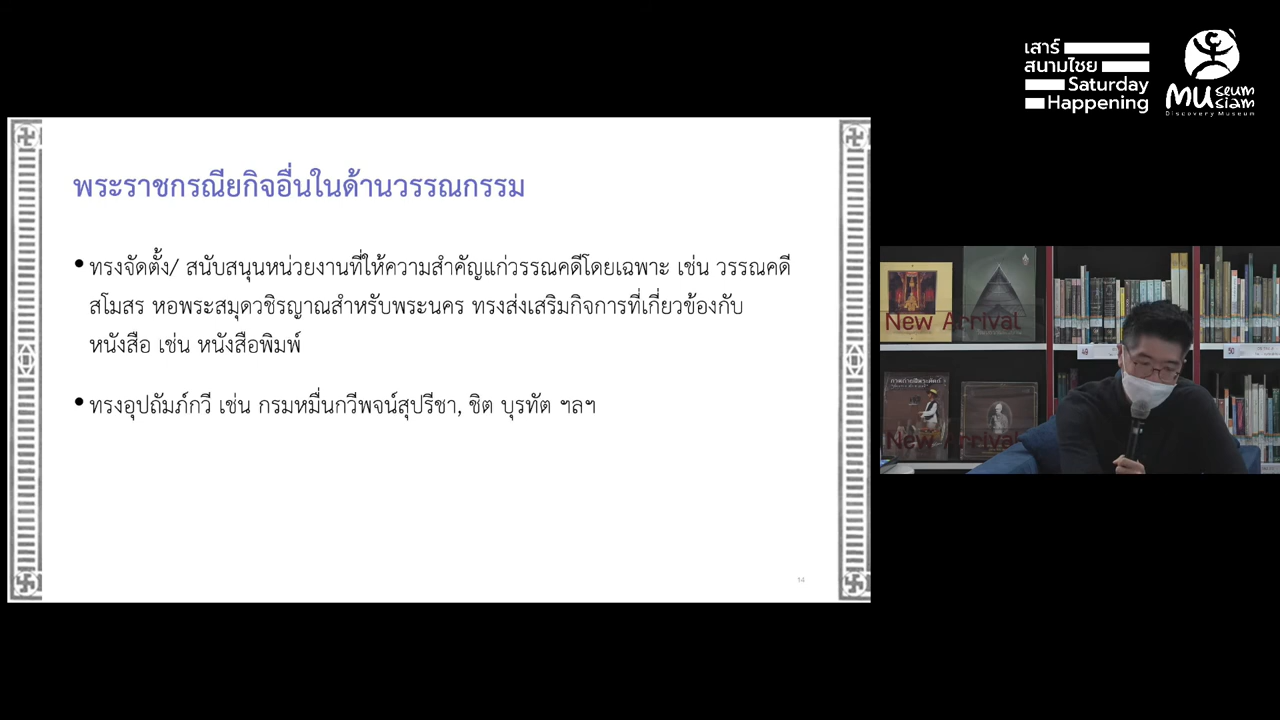 เสาร์
สนามไชย
Saturday
Happening
MUseum
siam
Discovery Museum
พระราชกรณียกิจอื่นในด้านวรรณกรรม
• ทรงจัดตั้ง/ สนับสนุนหน่วยงานที่ให้ความสำคัญแก่วรรณคดีโดยเฉพาะ เช่น วรรณคดี
สโมสร หอพระสมุดวชิรญาณสำหรับพระนคร ทรงส่งเสริมกิจการที่เกี่ยวข้องกับ
หนังสือ เช่น หนังสือพิมพ์
• ทรงอุปถัมภ์กวี เช่น กรมหมื่นกวีพจน์สุปรีชา, ชิต บุรทัต ฯลฯ
14
New Arrival
New Arrival